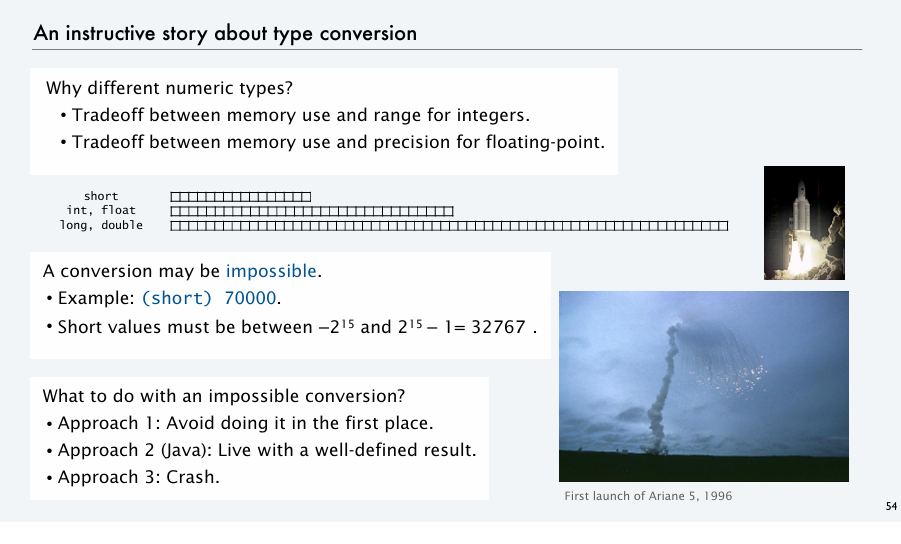 An instructive story about type conversion
Why different numeric types?
• Tradeoff between memory use and range for integers.
• Tradeoff between memory use and precision for floating-point.
short
int, float
long, double
A conversion may be impossible.
• Example: (short) 70000.
• Short values must be between −2¹⁵ and 2¹⁵ − 1= 32767 .
What to do with an impossible conversion?
• Approach 1: Avoid doing it in the first place.
• Approach 2 (Java): Live with a well-defined result.
• Approach 3: Crash.
First launch of Ariane 5, 1996
54